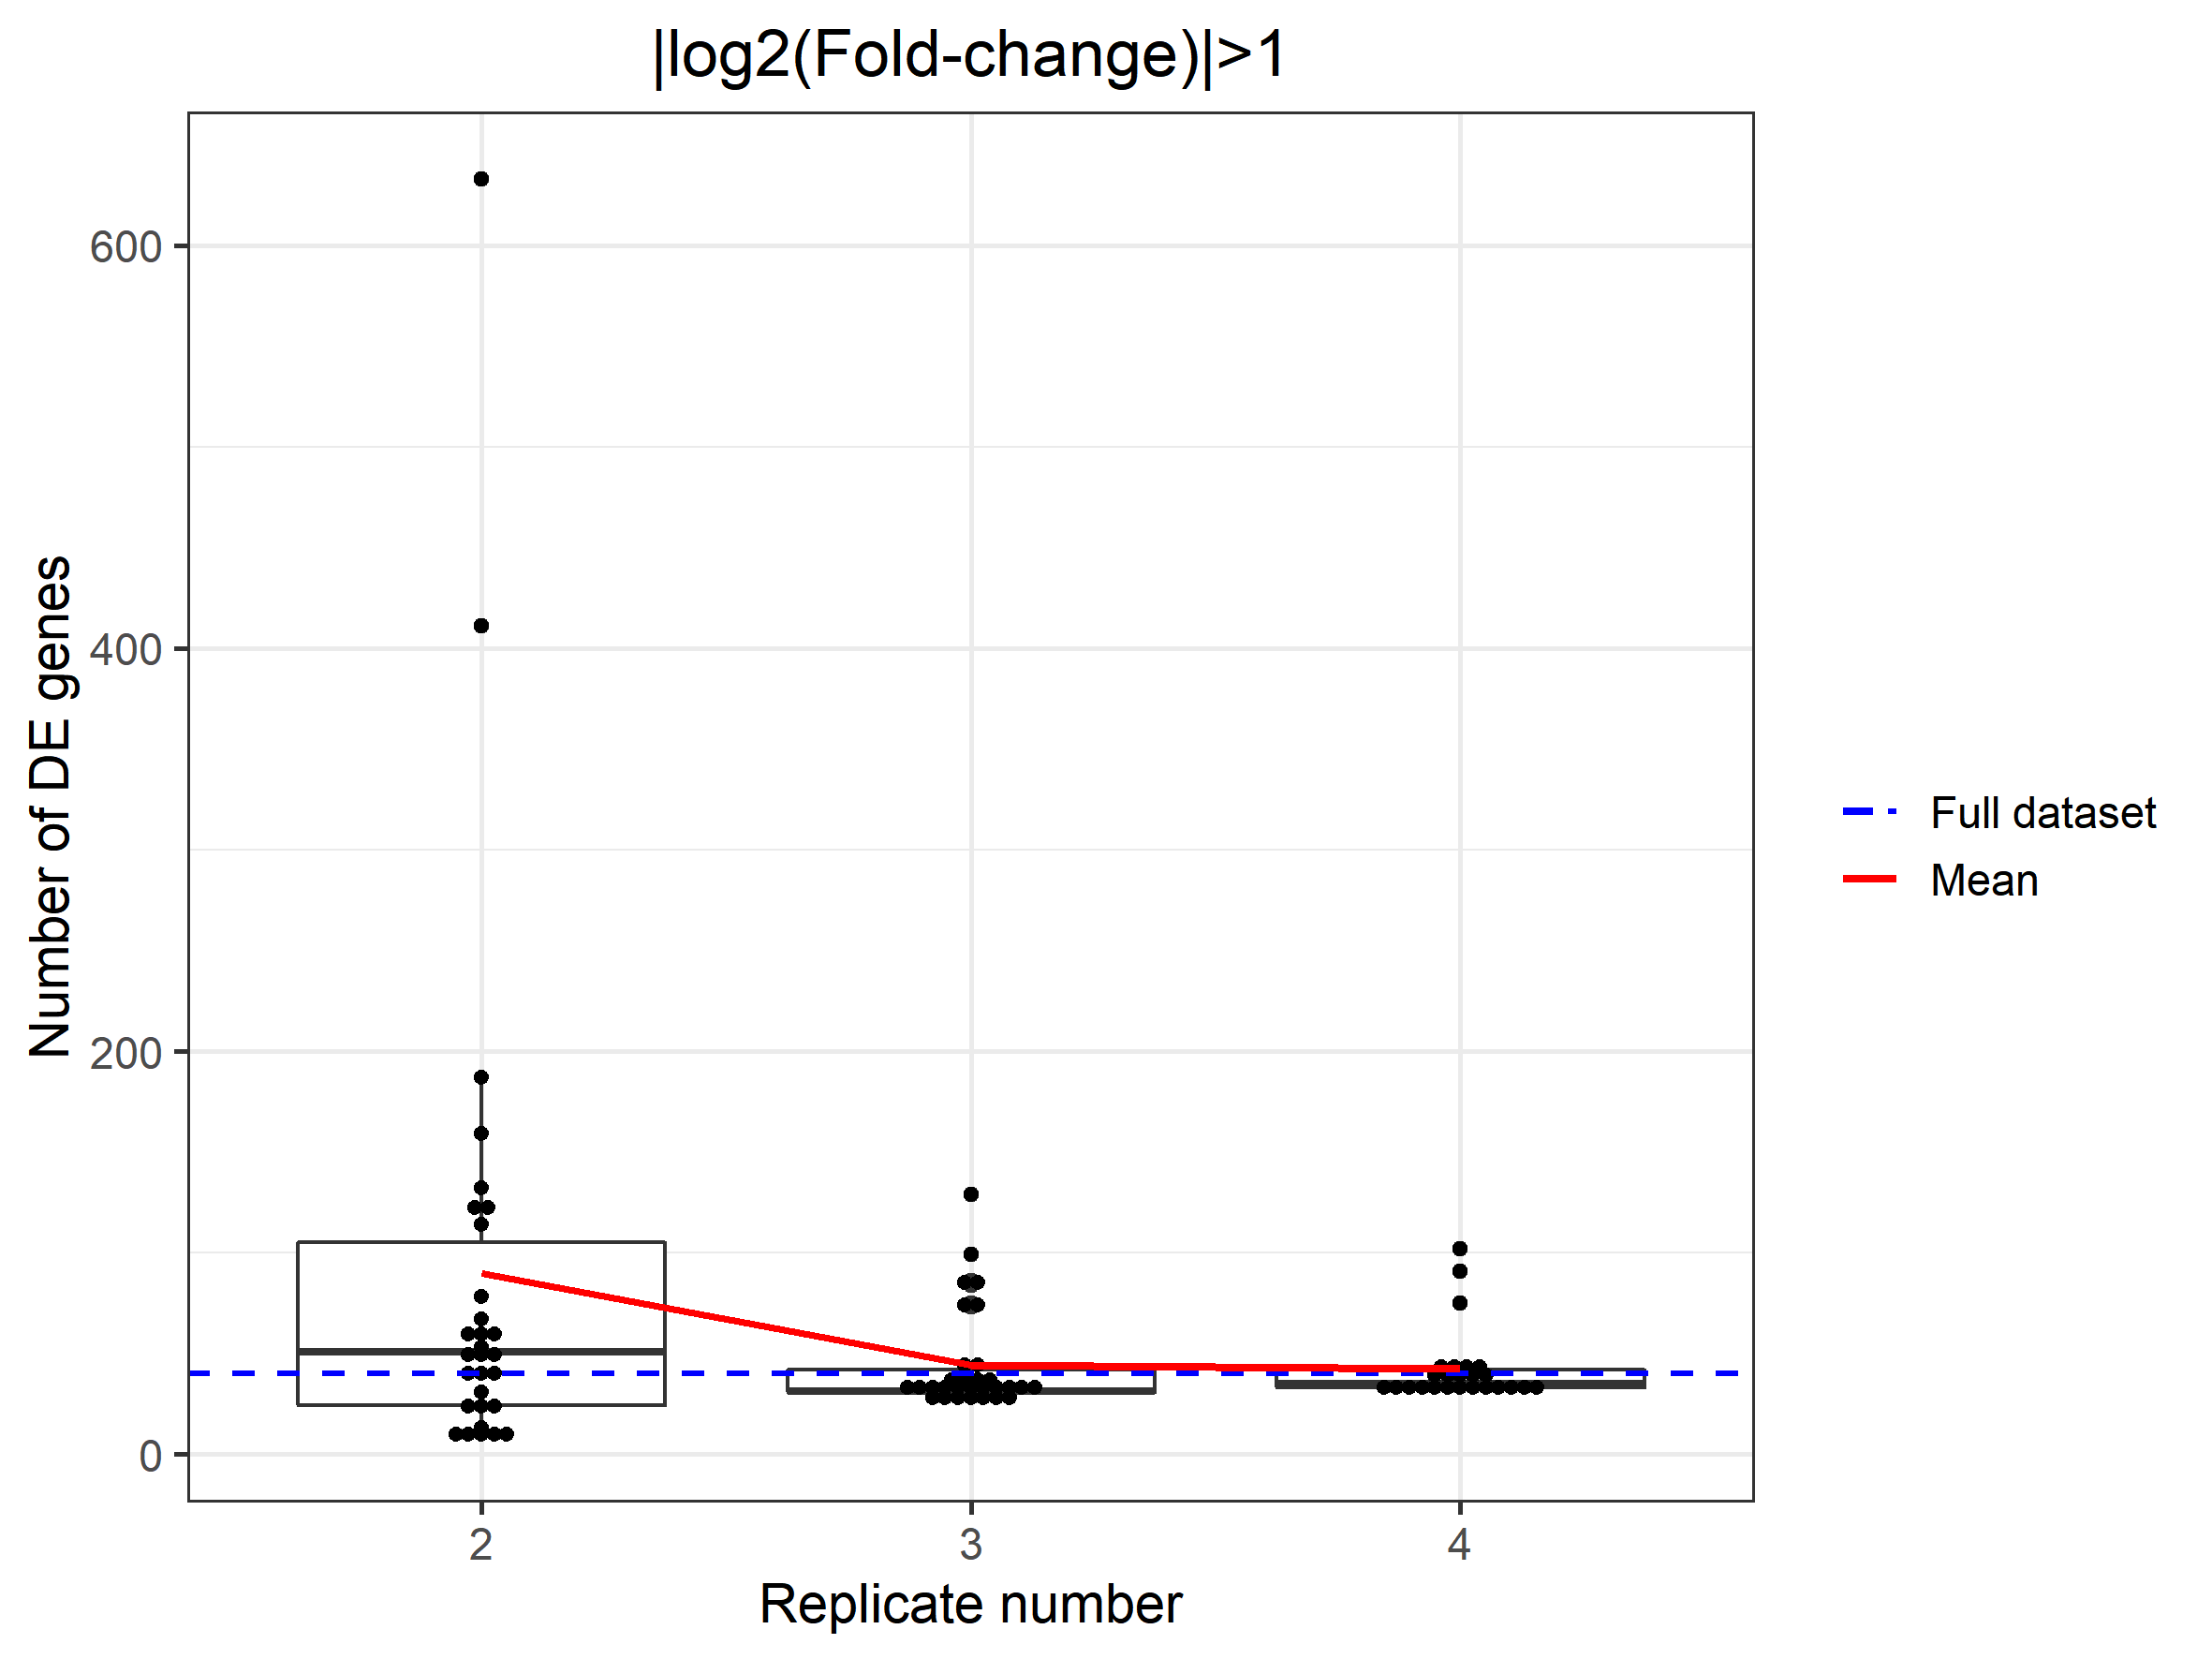 |log2(Fold-change)|>1
Number of DE genes
600
400
200
0
2
3
4
Replicate number
Full dataset
Mean